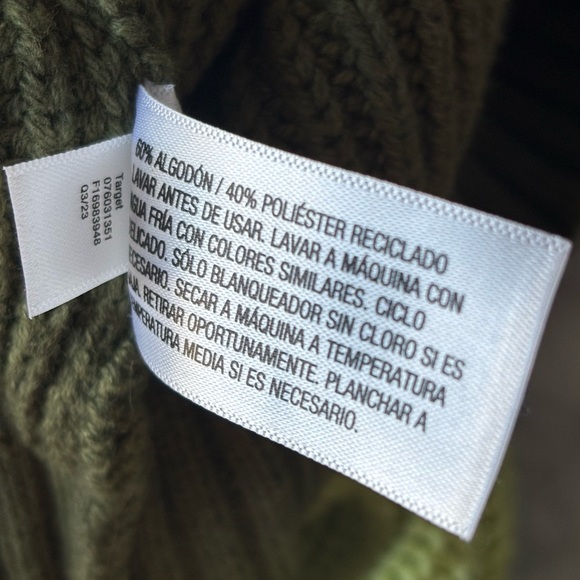 60% ALGODÓN / 40% POLIÉSTER RECICLADO
LAVAR ANTES DE USAR. LAVAR A MÁQUINA CON
AGUA FRÍA CON COLORES SIMILARES. CICLO
DELICADO. SÓLO BLANQUEADOR SIN CLORO SI ES
NECESARIO. SECAR A MÁQUINA A TEMPERATURA
BAJA. RETIRAR OPORTUNAMENTE. PLANCHAR A
TEMPERATURA MEDIA SI ES NECESARIO.
Target
076031351
F16983948
Q3/23